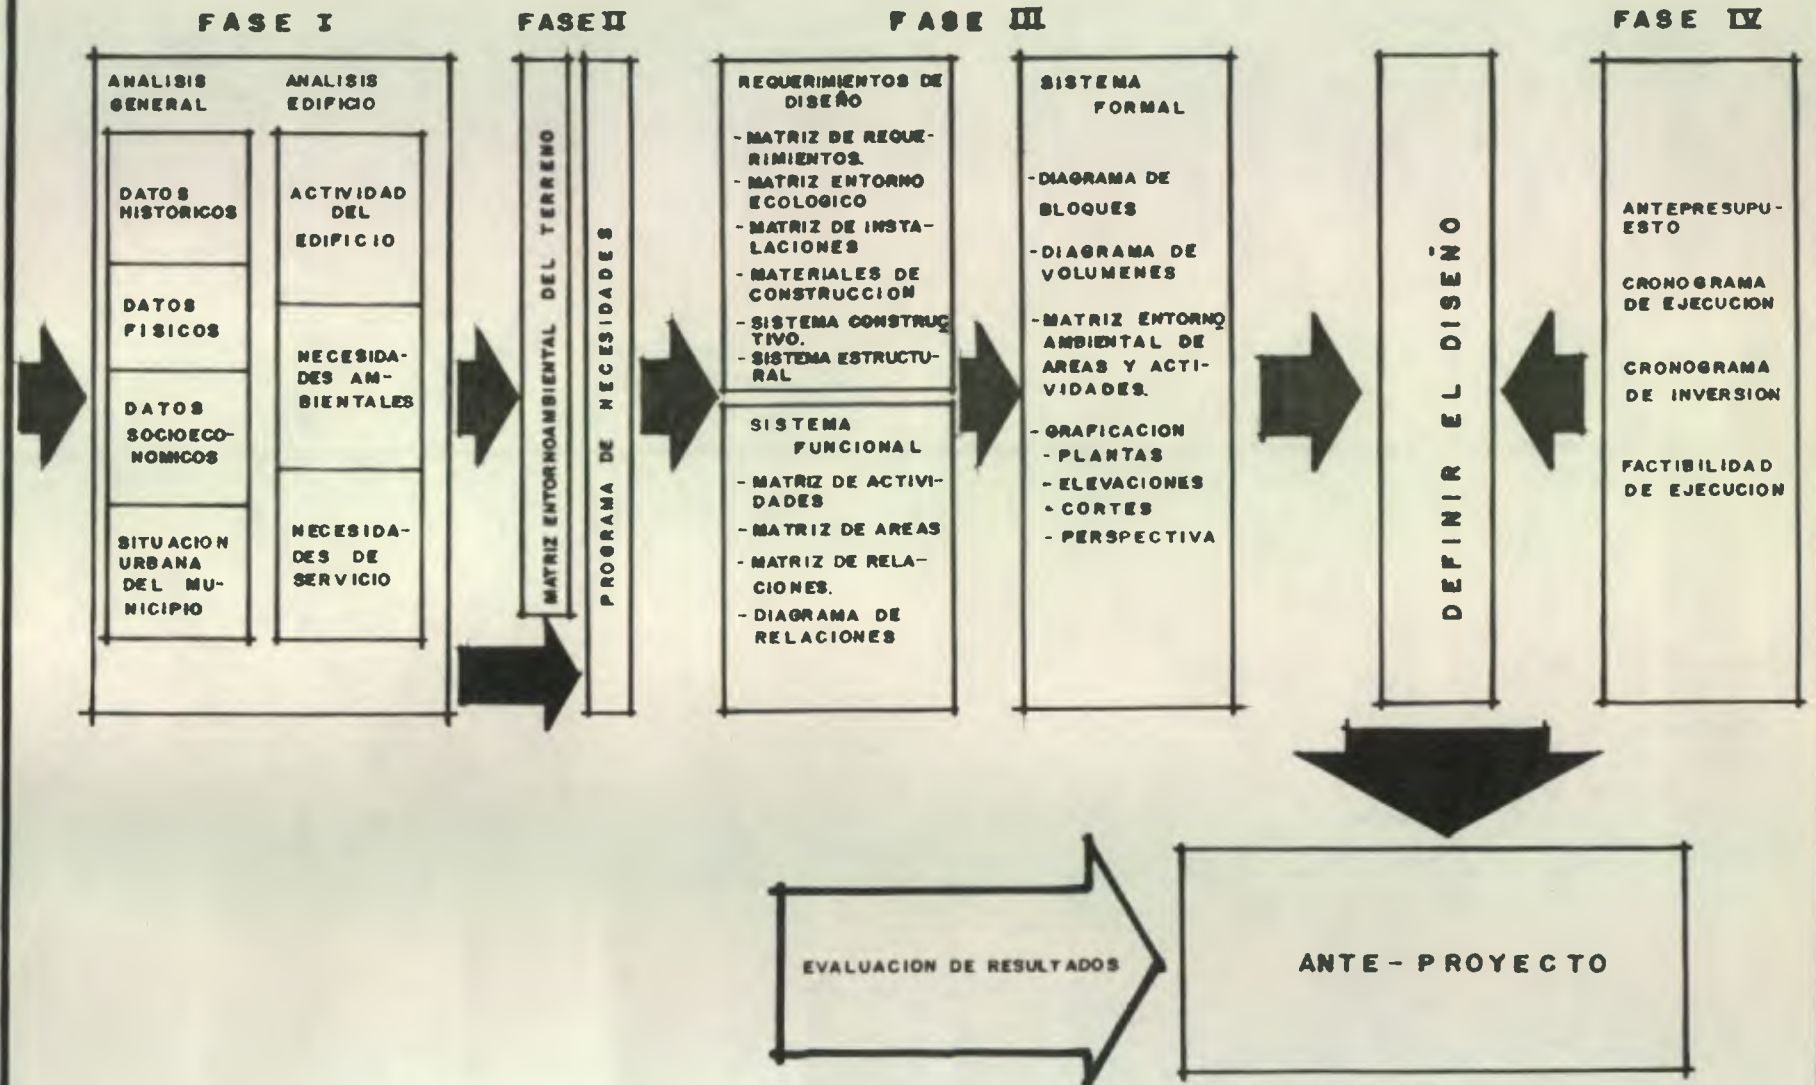 FASE I
ANALISIS
GENERAL
DATOS
HISTORICOS
DATOS
FISICOS
DATOS
SOCIOECO-
NOMICOS
SITUACION
URBANA
DEL MU-
NICIPIO
ANALISIS
EDIFICIO
ACTIVIDAD
DEL
EDIFICIO
NECESIDA-
DES AM-
BIENTALES
NECESIDA-
DES DE
SERVICIO
FASE II
MATRIZ ENTORNOAMBIENTAL DEL TERRENO
PROGRAMA DE NECESIDADES
FASE III
REQUERIMIENTOS DE
DISEÑO
- MATRIZ DE REQUE-
RIMIENTOS.
- MATRIZ ENTORNO
ECOLOGICO
- MATRIZ DE INSTA-
LACIONES
- MATERIALES DE
CONSTRUCCION
- SISTEMA CONSTRUC
TIVO.
- SISTEMA ESTRUCTU-
RAL
SISTEMA
FUNCIONAL
- MATRIZ DE ACTIVI-
DADES
- MATRIZ DE AREAS
- MATRIZ DE RELA-
CIONES.
- DIAGRAMA DE
RELACIONES
SISTEMA
FORMAL
- DIAGRAMA DE
BLOQUES
- DIAGRAMA DE
VOLUMENES
- MATRIZ ENTORNO
AMBIENTAL DE
AREAS Y ACTI-
VIDADES.
- GRAFICACION
- PLANTAS
- ELEVACIONES
- CORTES
- PERSPECTIVA
DEFINIR EL DISEÑO
FASE IV
ANTEPRESUPU-
ESTO
CRONOGRAMA
DE EJECUCION
CRONOGRAMA
DE INVERSION
FACTIBILIDAD
DE EJECUCION
EVALUACION DE RESULTADOS
ANTE-PROYECTO